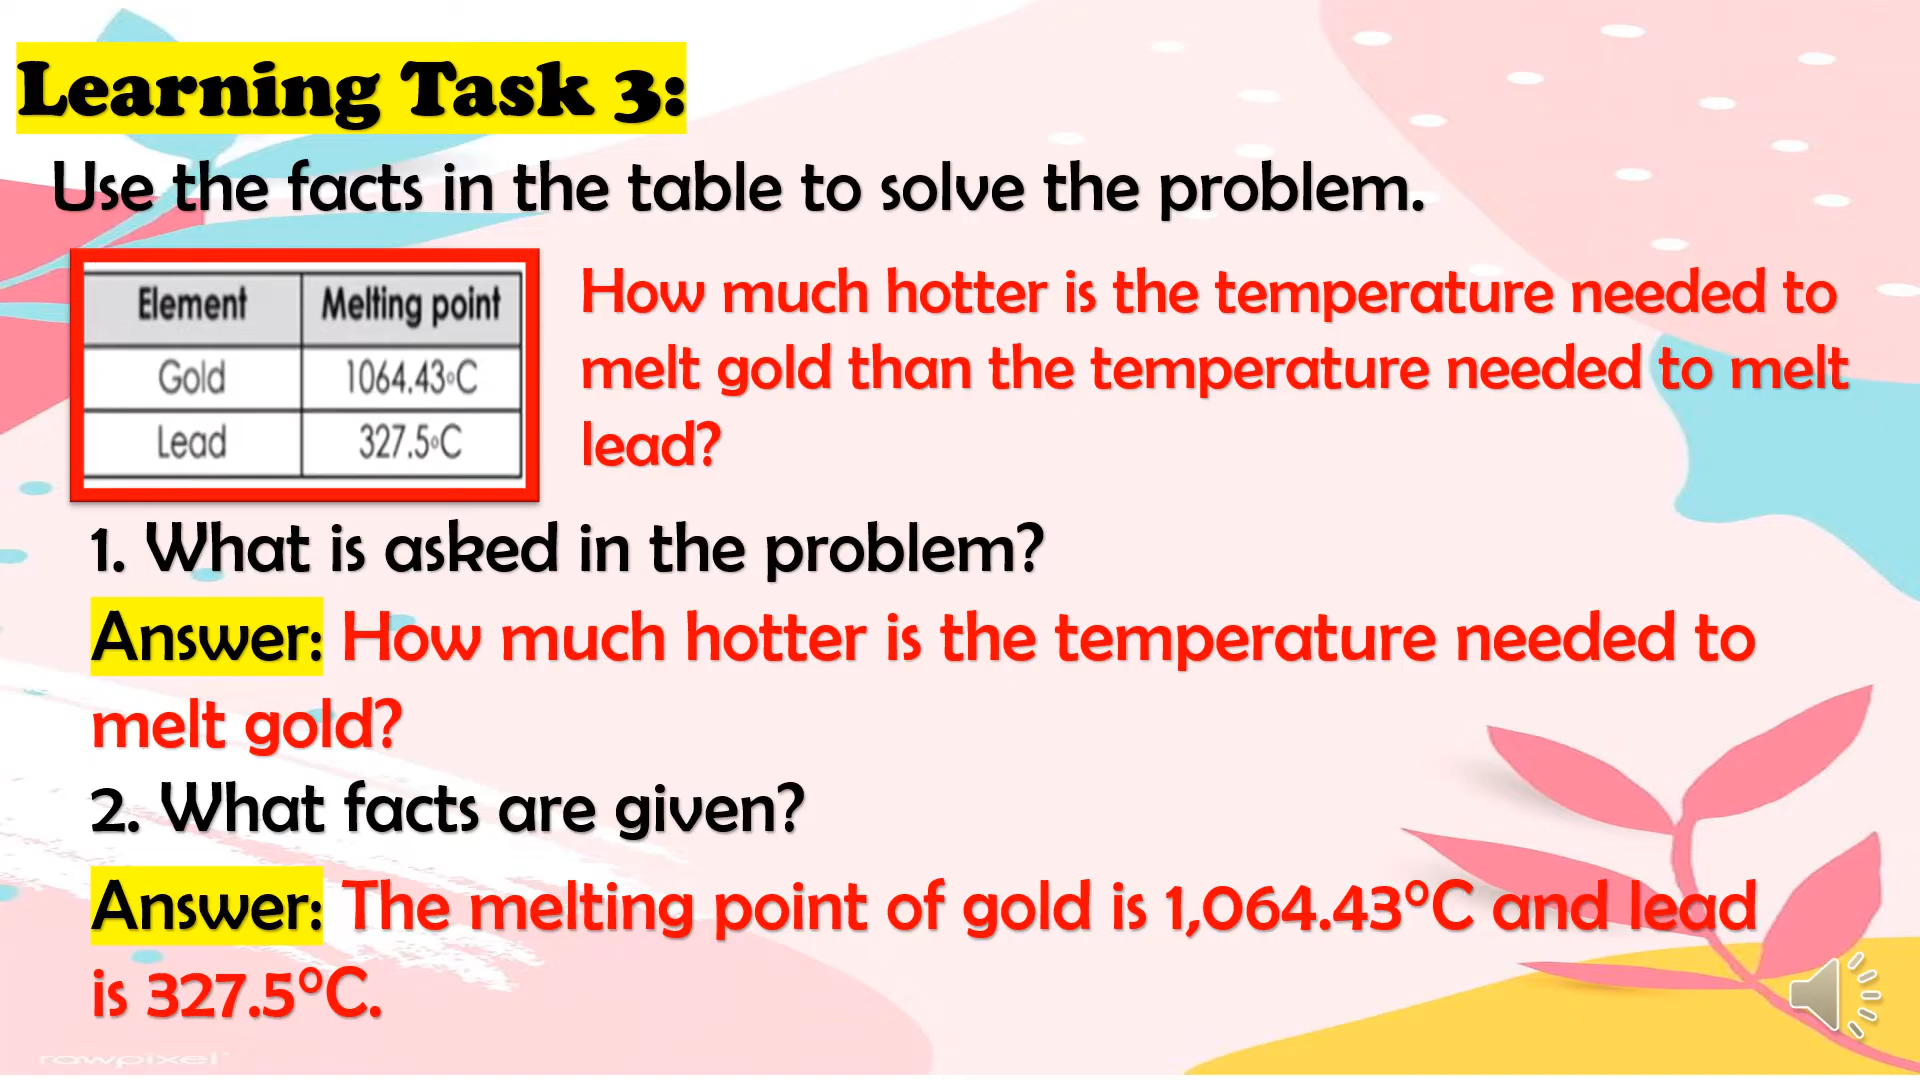 Learning Task 3:
Use the facts in the table to solve the problem.
Element Melting point
Gold 1064.43°C
Lead 327.5°C
How much hotter is the temperature needed to
melt gold than the temperature needed to melt
lead?
1. What is asked in the problem?
Answer: How much hotter is the temperature needed to
melt gold?
2. What facts are given?
Answer: The melting point of gold is 1,064.43°C and lead
is 327.5°C.
rawpixel